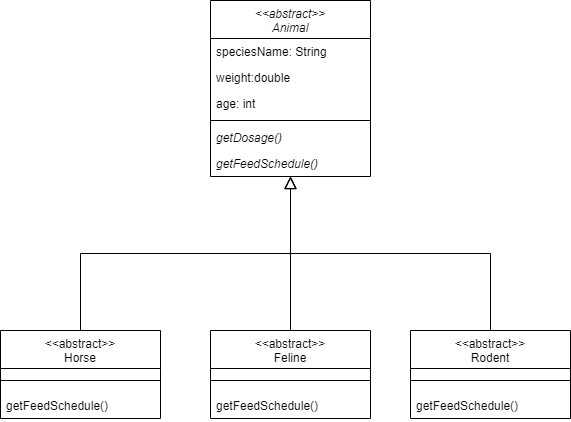 <<abstract>>
Animal
speciesName: String
weight:double
age: int
getDosage()
getFeedSchedule()
<<abstract>>
Horse
getFeedSchedule()
<<abstract>>
Feline
getFeedSchedule()
<<abstract>>
Rodent
getFeedSchedule()